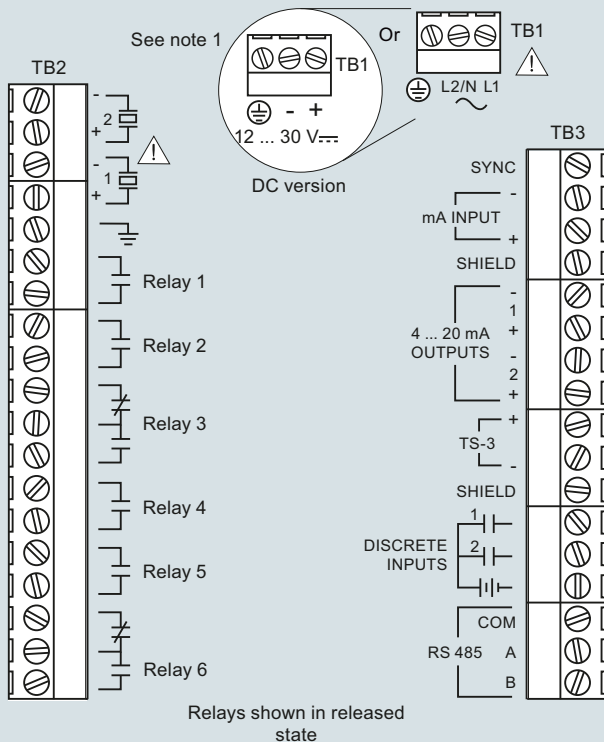 See note 1
Or
TB1
TB1
L2/N L1
- +
12 ... 30 V
DC version
TB2
-
2
+
-
1
+
Relay 1
Relay 2
Relay 3
Relay 4
Relay 5
Relay 6
TB3
SYNC
-
mA INPUT
+
SHIELD
-
1
+
4 ... 20 mA
OUTPUTS
-
2
+
+
TS-3
-
SHIELD
1
DISCRETE
INPUTS
2
COM
RS 485
A
B
Relays shown in released
state